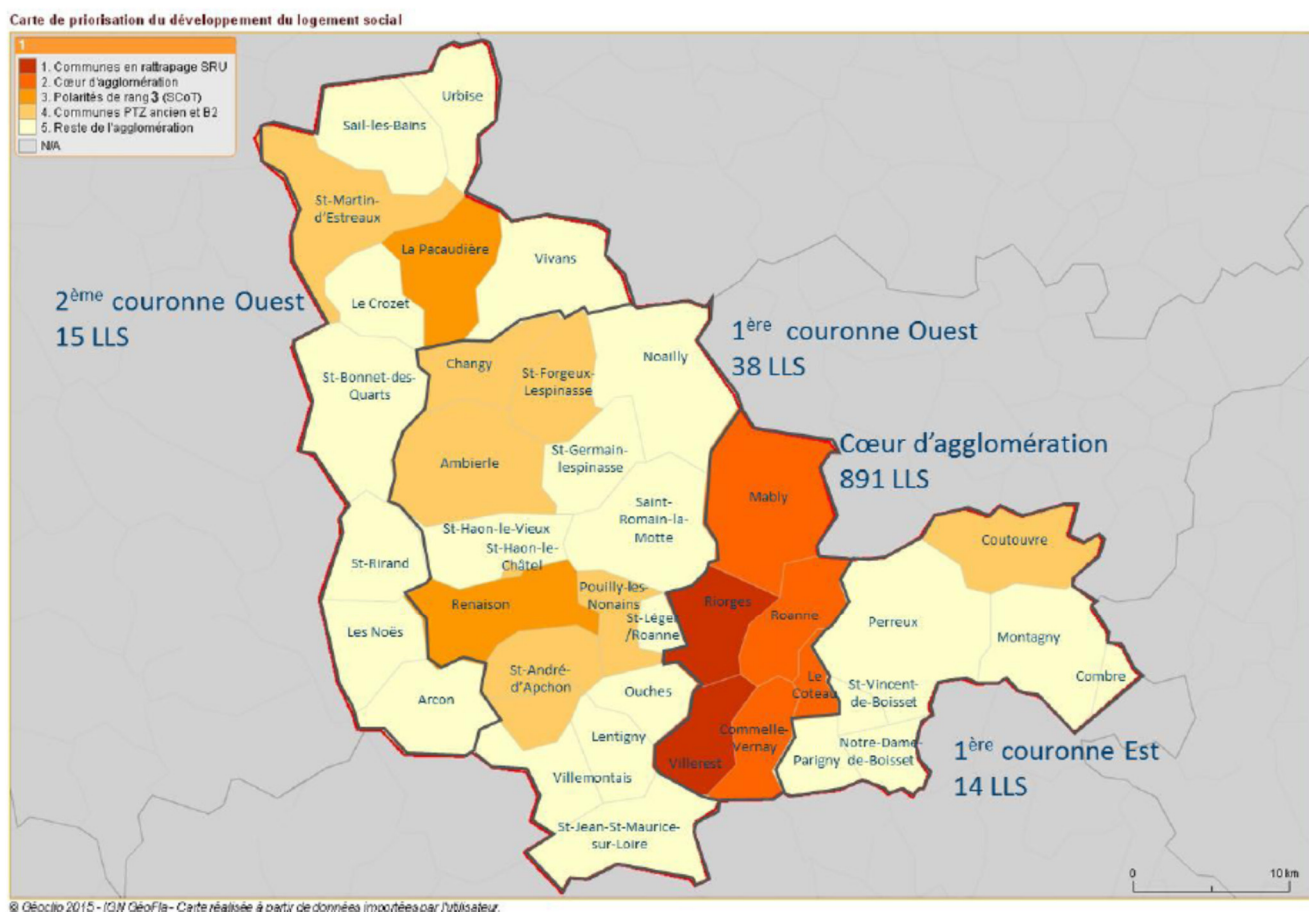 Carte de priorisation du développement du logement social
1
1. Communes en rattrapage SRU
2. Cœur d'agglomération
3. Polarités de rang 3 (SCoT)
4. Communes PTZ ancien et B2
5. Reste de l'agglomération
N/A
Urbise
Sail-les-Bains
St-Martin-
d'Estreaux
La Pacaudière
Vivans
Le Crozet
2ème couronne Ouest
15 LLS
1ère couronne Ouest
38 LLS
Noailly
Changy
St-Forgeux-
Lespinasse
St-Bonnet-des-
Quarts
Cœur d'agglomération
891 LLS
Ambierle
St-Germain-
lespinasse
Mably
Saint-
Romain-la-
Motte
St-Haon-le-Vieux
St-Haon-le-
Châtel
Coutouvre
St-Rirand
Renaison
Pouilly-les-
Nonains
Riorges
Roanne
St-Léger
/Roanne
Perreux
Les Noës
Montagny
St-André-
d'Apchon
Le
Coteau
Combre
Arcon
Ouches
St-Vincent-
de-Boisset
Lentigny
Commelle-
Vernay
Notre-Dame-
de-Boisset
Villerest
Parigny
1ère couronne Est
14 LLS
Villemontais
St-Jean-St-Maurice-
sur-Loire
0 10 km
© Géoclip 2015 - IGN GéoFla - Carte réalisée à partir de données importées par l'utilisateur.